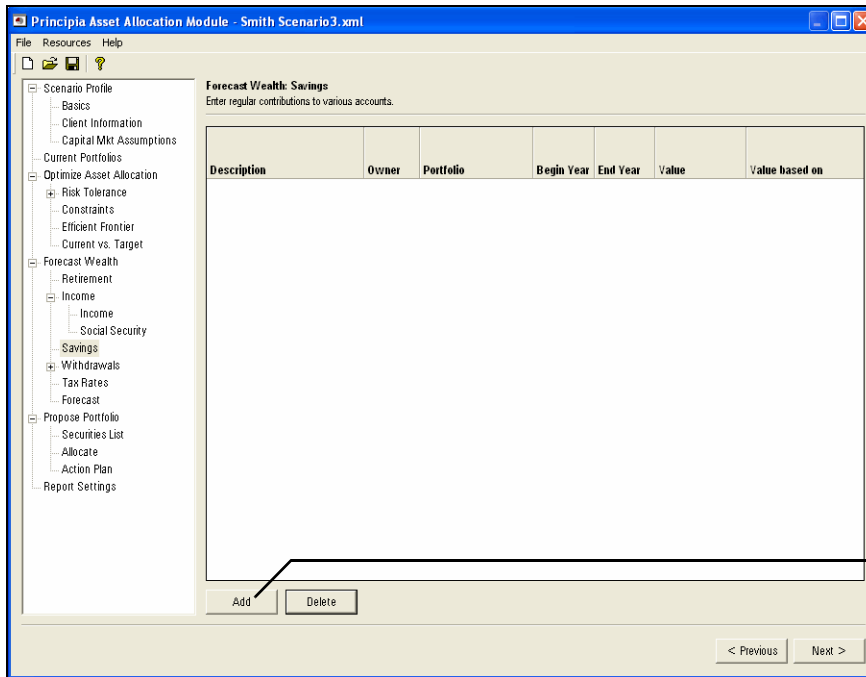 Principia Asset Allocation Module - Smith Scenario3.xml
File Resources Help
Scenario Profile
Basics
Client Information
Capital Mkt Assumptions
Current Portfolios
Optimize Asset Allocation
Risk Tolerance
Constraints
Efficient Frontier
Current vs. Target
Forecast Wealth
Retirement
Income
Income
Social Security
Savings
Withdrawals
Tax Rates
Forecast
Propose Portfolio
Securities List
Allocate
Action Plan
Report Settings
Forecast Wealth: Savings
Enter regular contributions to various accounts.
Description Owner Portfolio Begin Year End Year Value Value based on
Add Delete
< Previous Next >